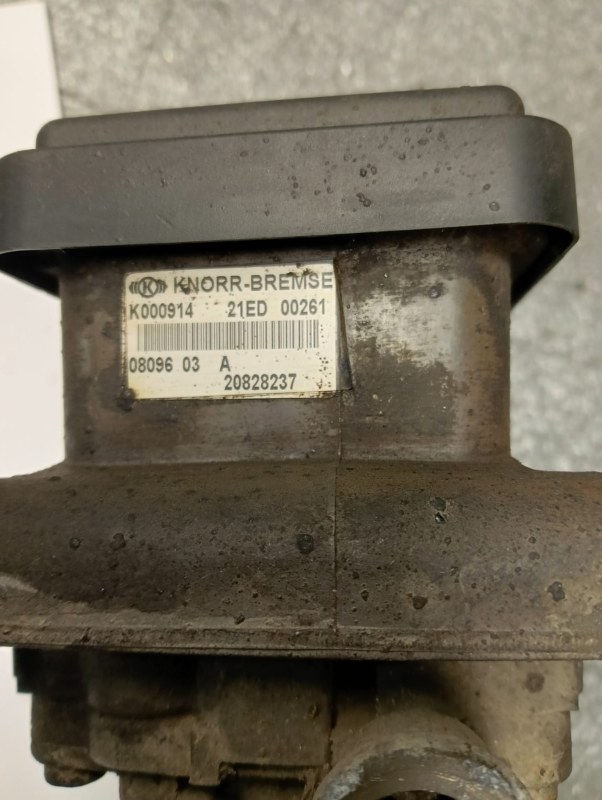 K KNORR-BREMSE
K000914 21ED 00261
08096 03 A
20828237